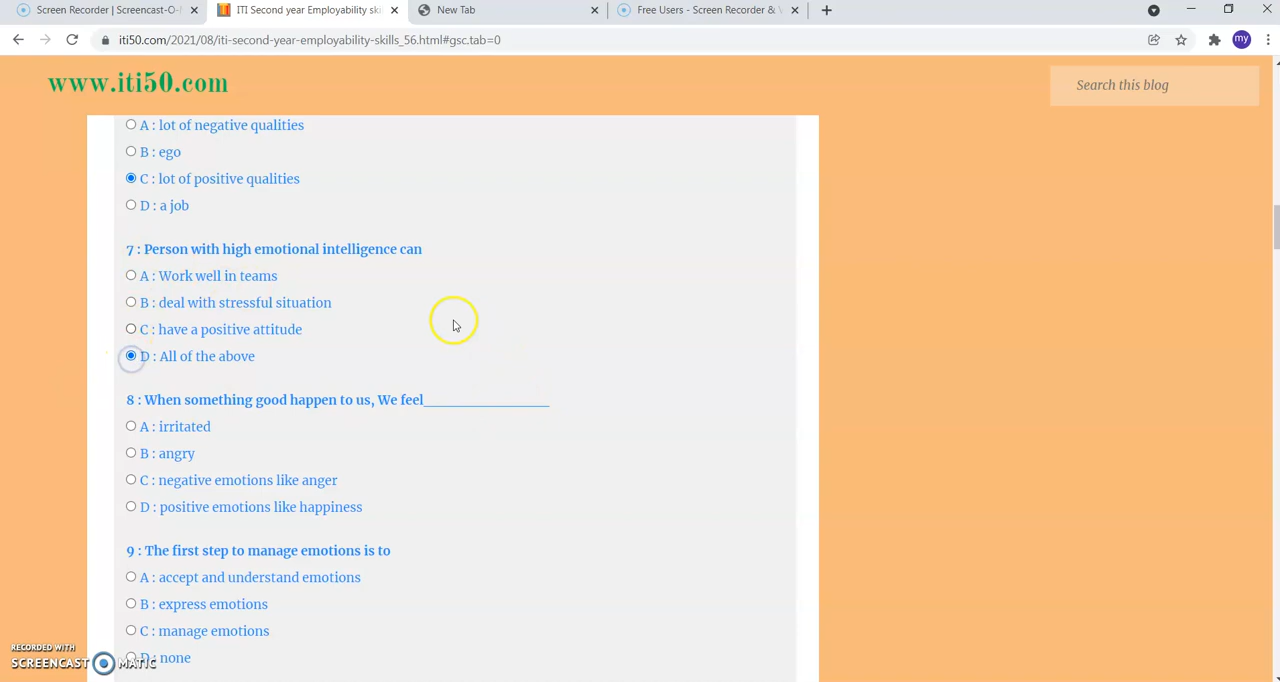 Screen Recorder | Screencast-O-
ITI Second year Employability sk
New Tab
Free Users - Screen Recorder &
iti50.com/2021/08/iti-second-year-employability-skills_56.html#gsc.tab=0
my
www.iti50.com
Search this blog
A : lot of negative qualities
B : ego
C : lot of positive qualities
D : a job
7 : Person with high emotional intelligence can
A : Work well in teams
B : deal with stressful situation
C : have a positive attitude
D : All of the above
8 : When something good happen to us, We feel______________
A : irritated
B : angry
C : negative emotions like anger
D : positive emotions like happiness
9 : The first step to manage emotions is to
A : accept and understand emotions
B : express emotions
C : manage emotions
D : none
RECORDED WITH
SCREENCAST MATIC